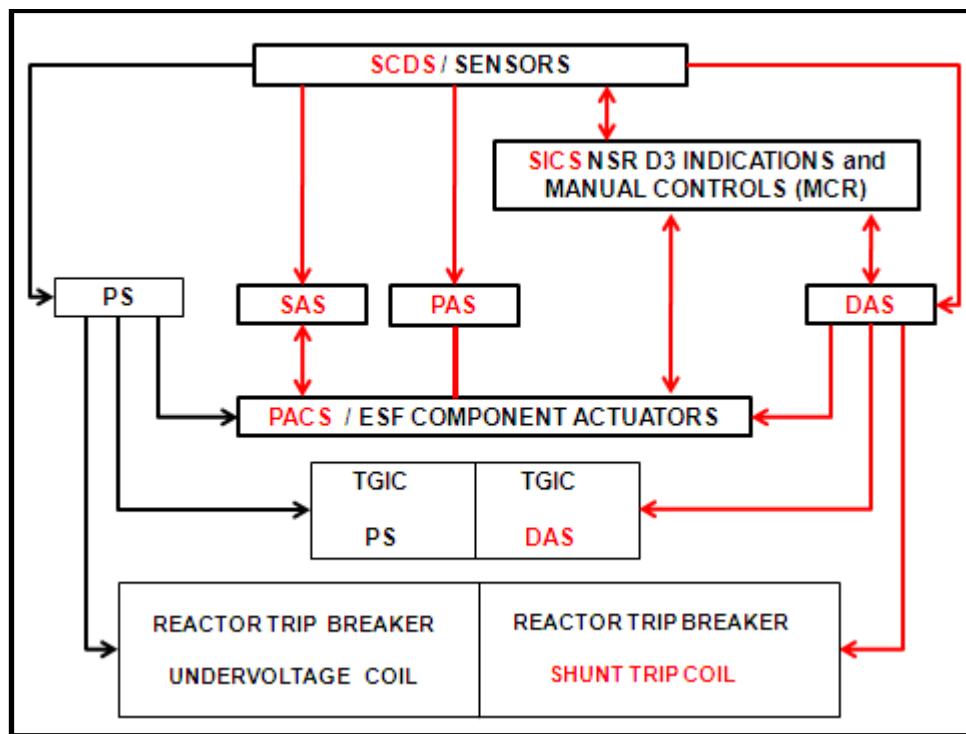 SCDS / SENSORS
SICS NSR D3 INDICATIONS and
MANUAL CONTROLS (MCR)
PS
SAS
PAS
DAS
PACS / ESF COMPONENT ACTUATORS
TGIC
PS
TGIC
DAS
REACTOR TRIP BREAKER
UNDERVOLTAGE COIL
REACTOR TRIP BREAKER
SHUNT TRIP COIL